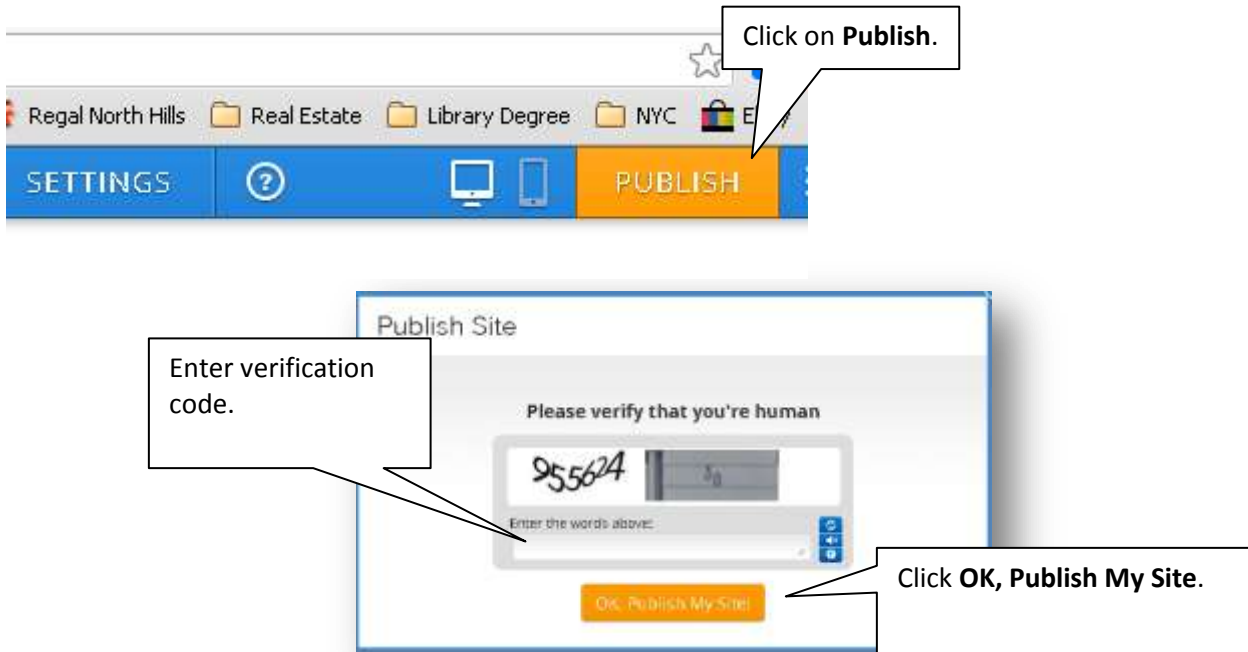 Click on Publish.
Regal North Hills Real Estate Library Degree NYC
SETTINGS ? PUBLISH
Publish Site
Enter verification
code.
Please verify that you're human
955624
Enter the words above:
Click OK, Publish My Site.
OK, Publish My Site!